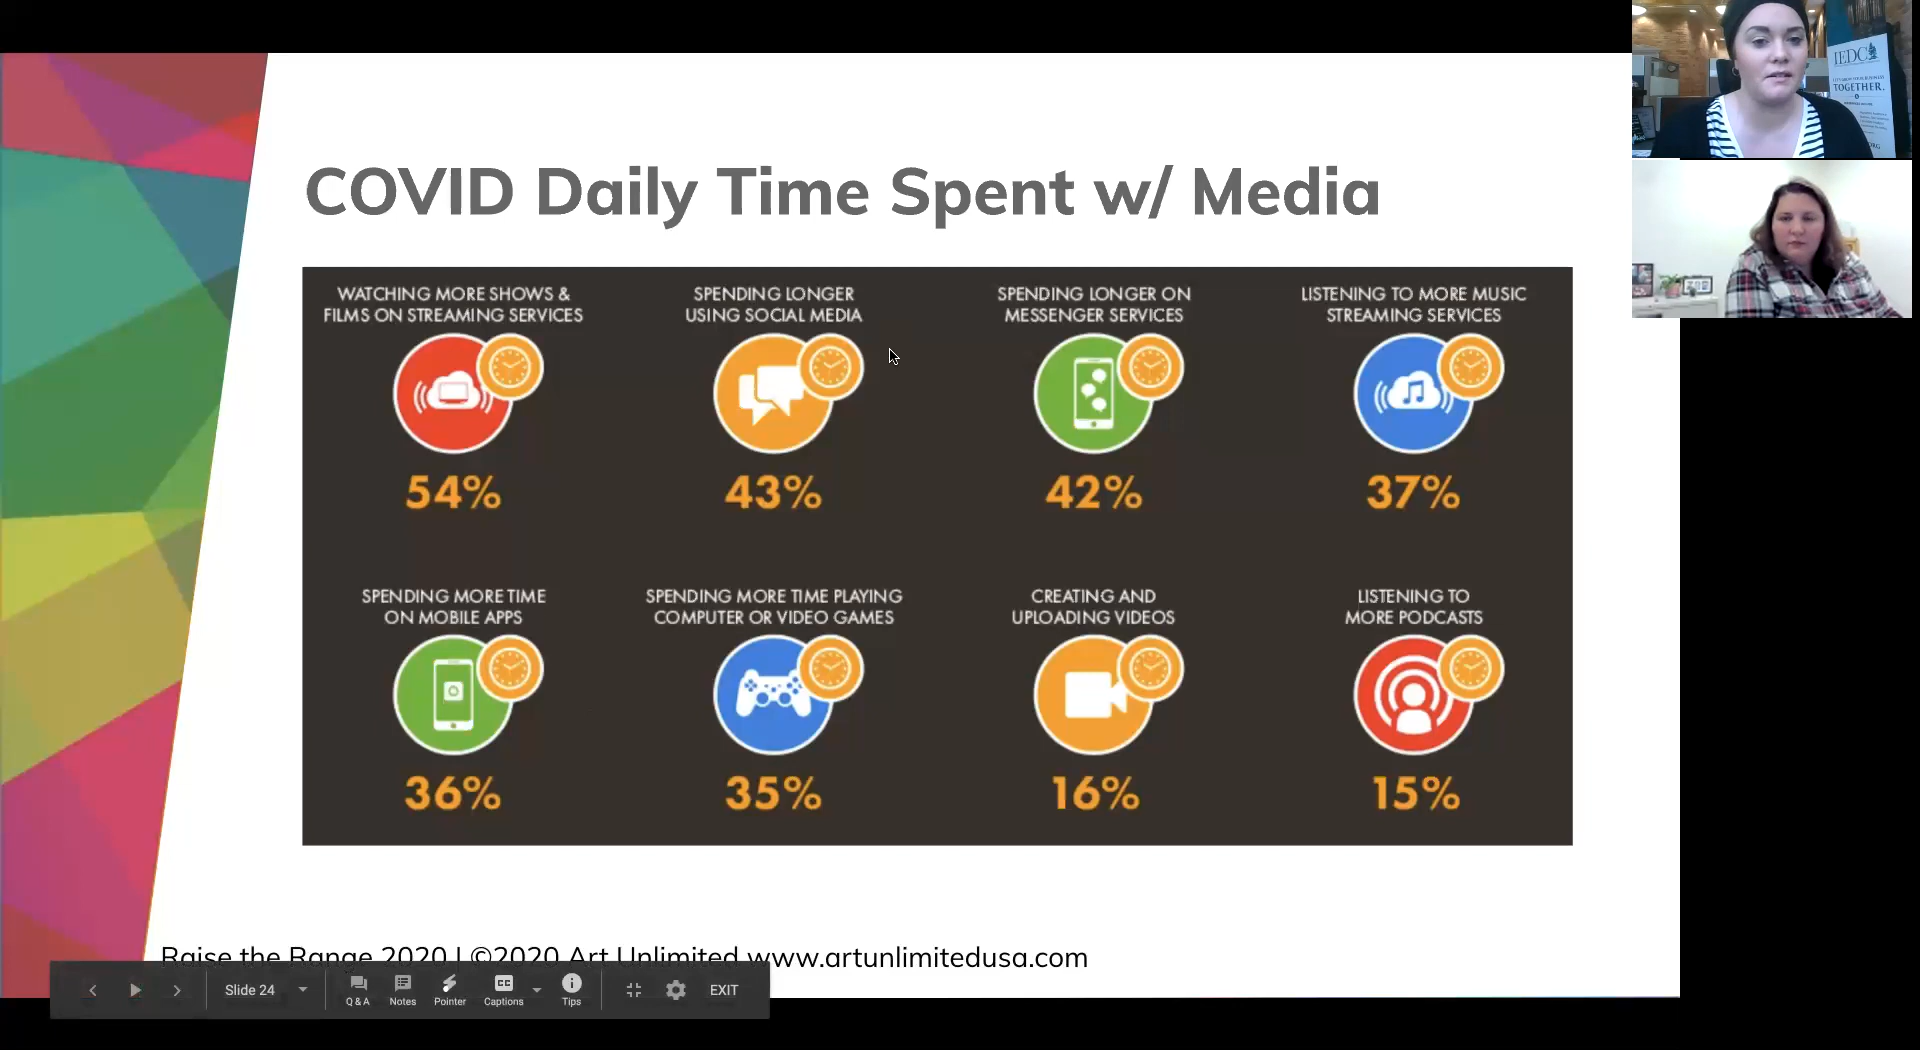 COVID Daily Time Spent w/ Media
WATCHING MORE SHOWS &
FILMS ON STREAMING SERVICES
54%
SPENDING LONGER
USING SOCIAL MEDIA
43%
SPENDING LONGER ON
MESSENGER SERVICES
42%
LISTENING TO MORE MUSIC
STREAMING SERVICES
37%
SPENDING MORE TIME
ON MOBILE APPS
36%
SPENDING MORE TIME PLAYING
COMPUTER OR VIDEO GAMES
35%
CREATING AND
UPLOADING VIDEOS
16%
LISTENING TO
MORE PODCASTS
15%
Raise the Range 2020 | ©2020 Art Unlimited www.artunlimitedusa.com
Slide 24
Q & A
Notes
Pointer
CC
Captions
Tips
EXIT
IEDC
TOGETHER.